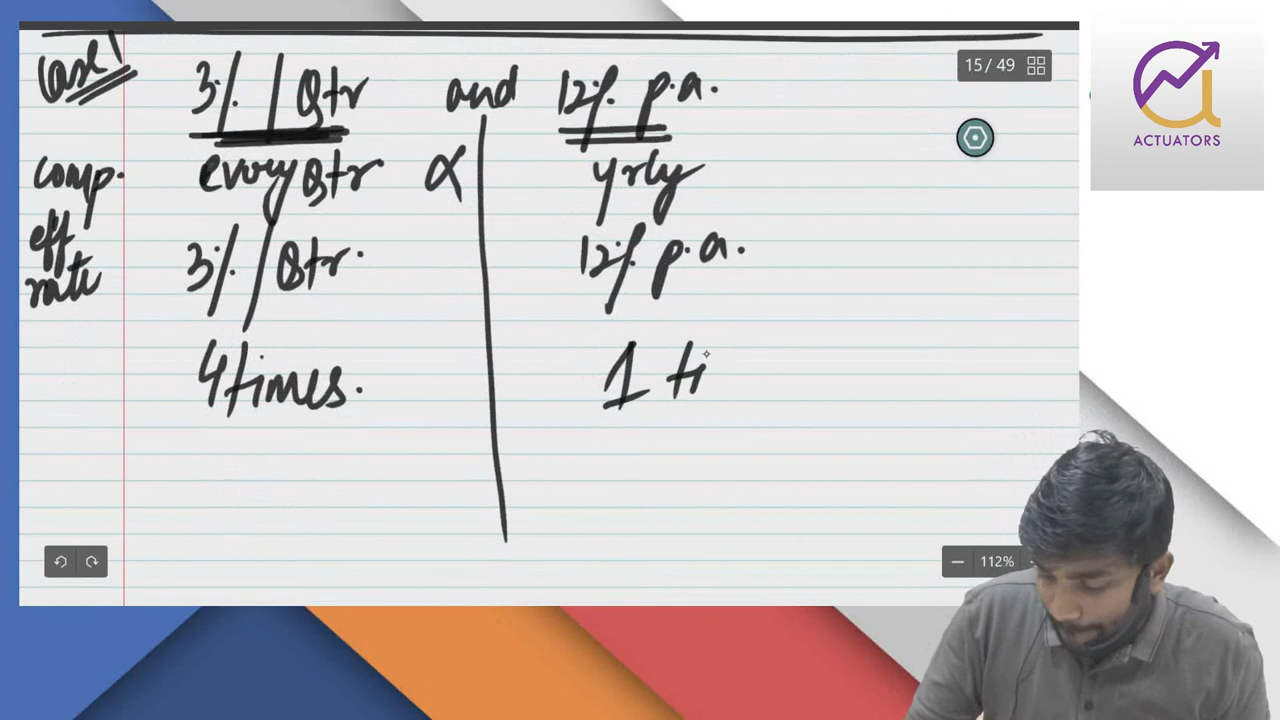 Case 1
3% / Qtr and 12% p.a.
15 / 49
comp. every Qtr α yrly
eff rate 3% / Qtr. 12% p.a.
4 times. 1 ti
112%
ACTUATORS